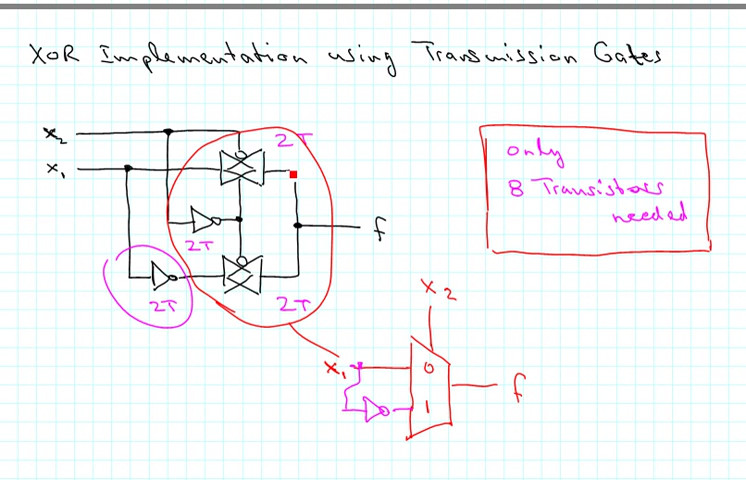 XOR Implementation using Transmission Gates
x₂
2T
x₁
only
8 Transistors
needed
f
2T
2T
2T
x₂
x₁
0
f
1